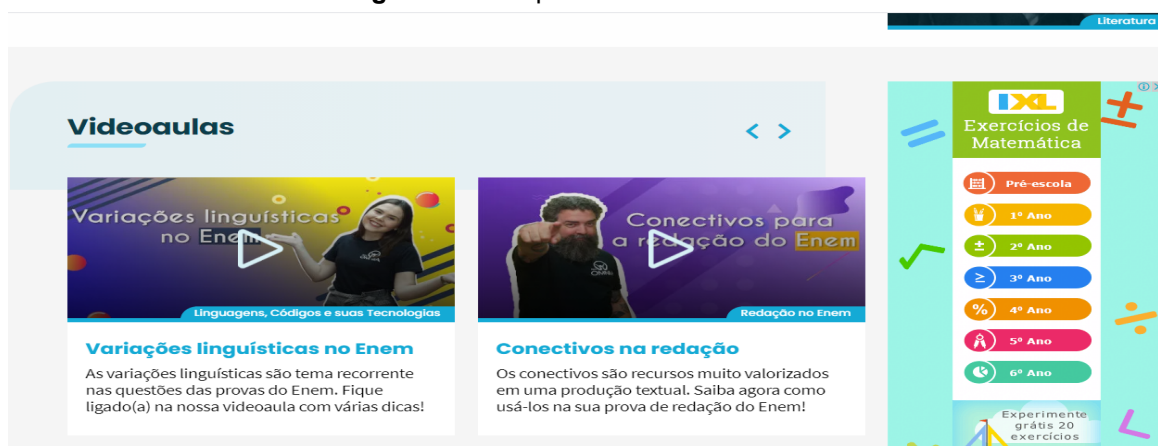 Literatura
Videoaulas
Variações linguísticas
no Enem
Linguagens, Códigos e suas Tecnologias
Variações linguísticas no Enem
As variações linguísticas são tema recorrente
nas questões das provas do Enem. Fique
ligado(a) na nossa videoaula com várias dicas!
Conectivos para
a redação do Enem
Redação no Enem
Conectivos na redação
Os conectivos são recursos muito valorizados
em uma produção textual. Saiba agora como
usá-los na sua prova de redação do Enem!
IXL
Exercícios de
Matemática
Pré-escola
1º Ano
2º Ano
3º Ano
4º Ano
5º Ano
6º Ano
Experimente
grátis 20
exercícios